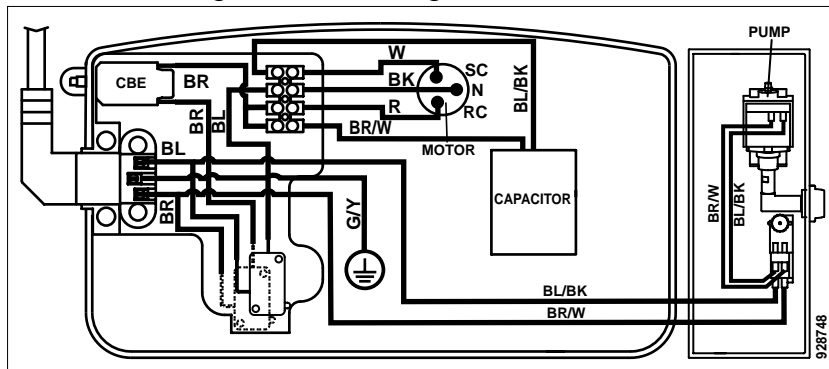 PUMP
W
SC
CBE
BR
BK
N
BL/BK
R
RC
BR
BL
BR/W
MOTOR
BL
CAPACITOR
BR/W
BL/BK
BR
G/Y
BL/BK
BR/W
928748